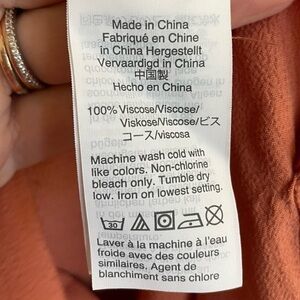 Made in China
Fabriqué en Chine
in China Hergestellt
Vervaardigd in China
中国製
Hecho en China
100% Viscose/Viscose/
Viskose/Viscose/ビス
コース/viscosa
Machine wash cold with
like colors. Non-chlorine
bleach only. Tumble dry
low. Iron on lowest setting.
30
Laver à la machine à l'eau
froide avec des couleurs
similaires. Agent de
blanchiment sans chlore